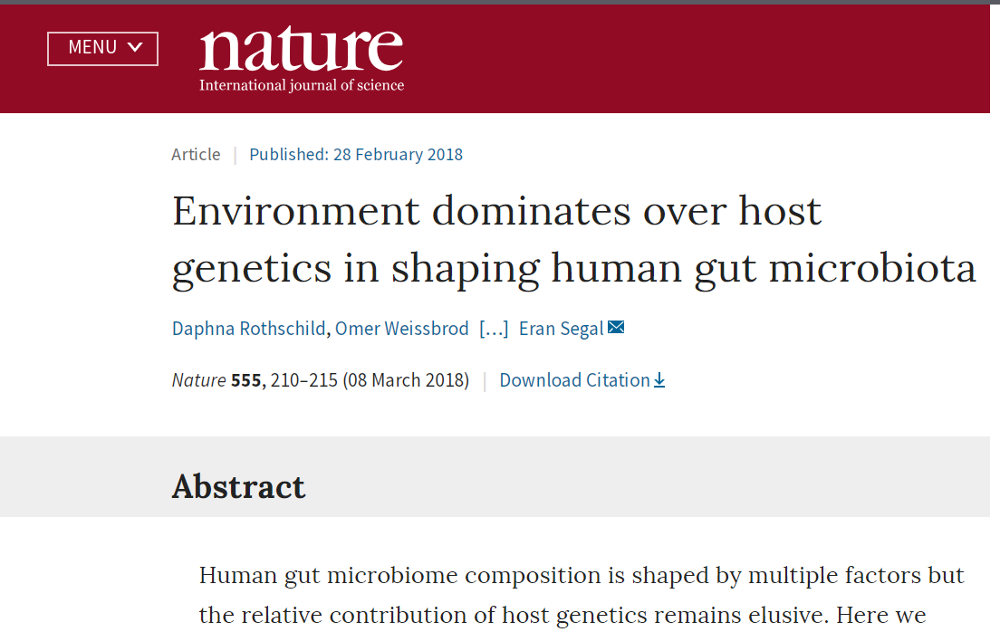 MENU
nature
International journal of science
Article | Published: 28 February 2018
Environment dominates over host
genetics in shaping human gut microbiota
Daphna Rothschild, Omer Weissbrod [...] Eran Segal
Nature 555, 210–215 (08 March 2018) | Download Citation
Abstract
Human gut microbiome composition is shaped by multiple factors but
the relative contribution of host genetics remains elusive. Here we